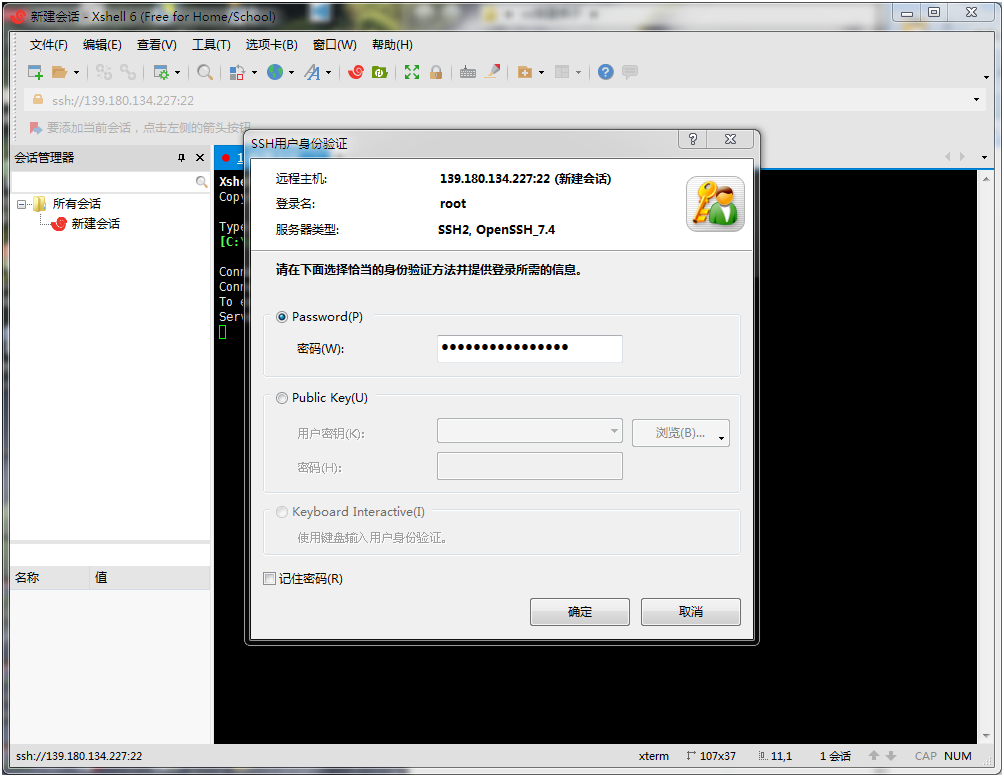 新建会话 - Xshell 6 (Free for Home/School)
文件(F) 编辑(E) 查看(V) 工具(T) 选项卡(B) 窗口(W) 帮助(H)
ssh://139.180.134.227:22
要添加当前会话，点击左侧的箭头按钮
会话管理器
所有会话
新建会话
名称 值
1
Xshe
Copy
Type
[C:\
Conn
Conn
To e
Serv
SSH用户身份验证
远程主机: 139.180.134.227:22 (新建会话)
登录名: root
服务器类型: SSH2, OpenSSH_7.4
请在下面选择恰当的身份验证方法并提供登录所需的信息。
Password(P)
密码(W): ●●●●●●●●●●●●●●●●
Public Key(U)
用户密钥(K): 浏览(B)...
密码(H):
Keyboard Interactive(I)
使用键盘输入用户身份验证。
记住密码(R)
确定 取消
ssh://139.180.134.227:22 xterm 107x37 11,1 1 会话 CAP NUM